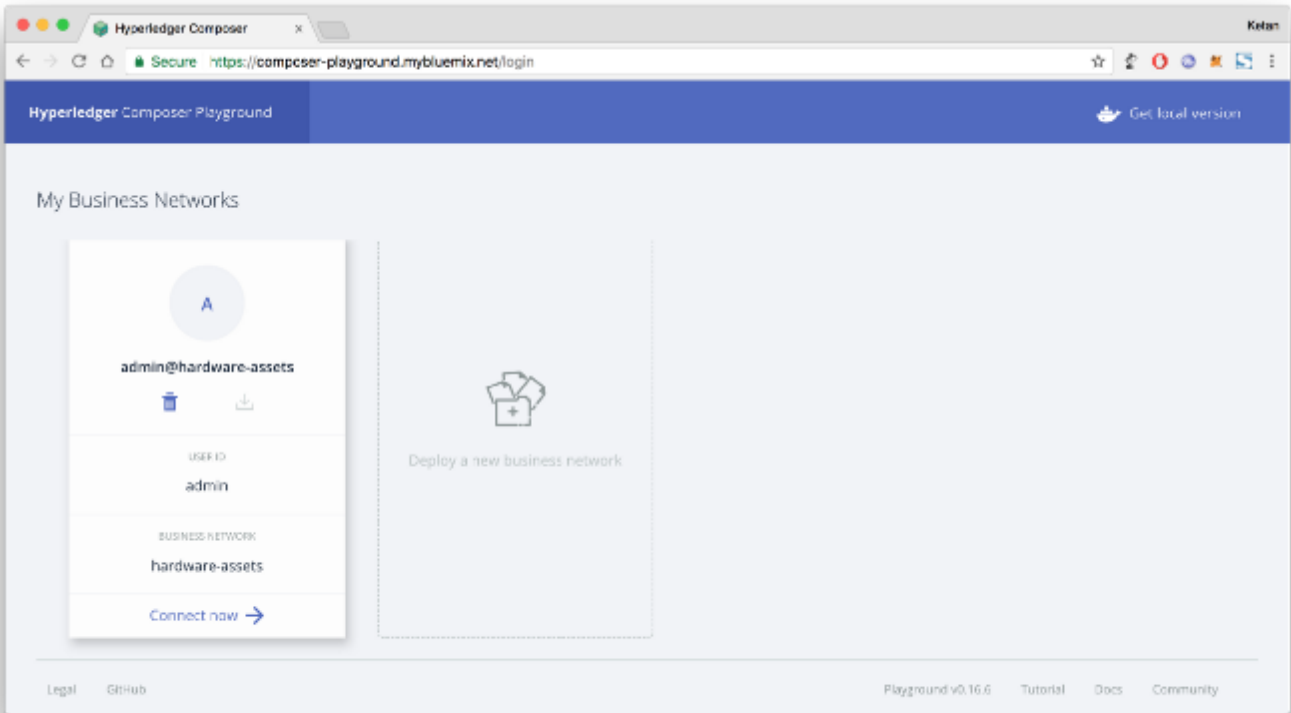 Hyperledger Composer
Ketan
Secure https://composer-playground.mybluemix.net/login
Hyperledger Composer Playground
Get local version
My Business Networks
A
admin@hardware-assets
USER ID
admin
BUSINESS NETWORK
hardware-assets
Connect now
Deploy a new business network
Legal GitHub Playground v0.16.6 Tutorial Docs Community